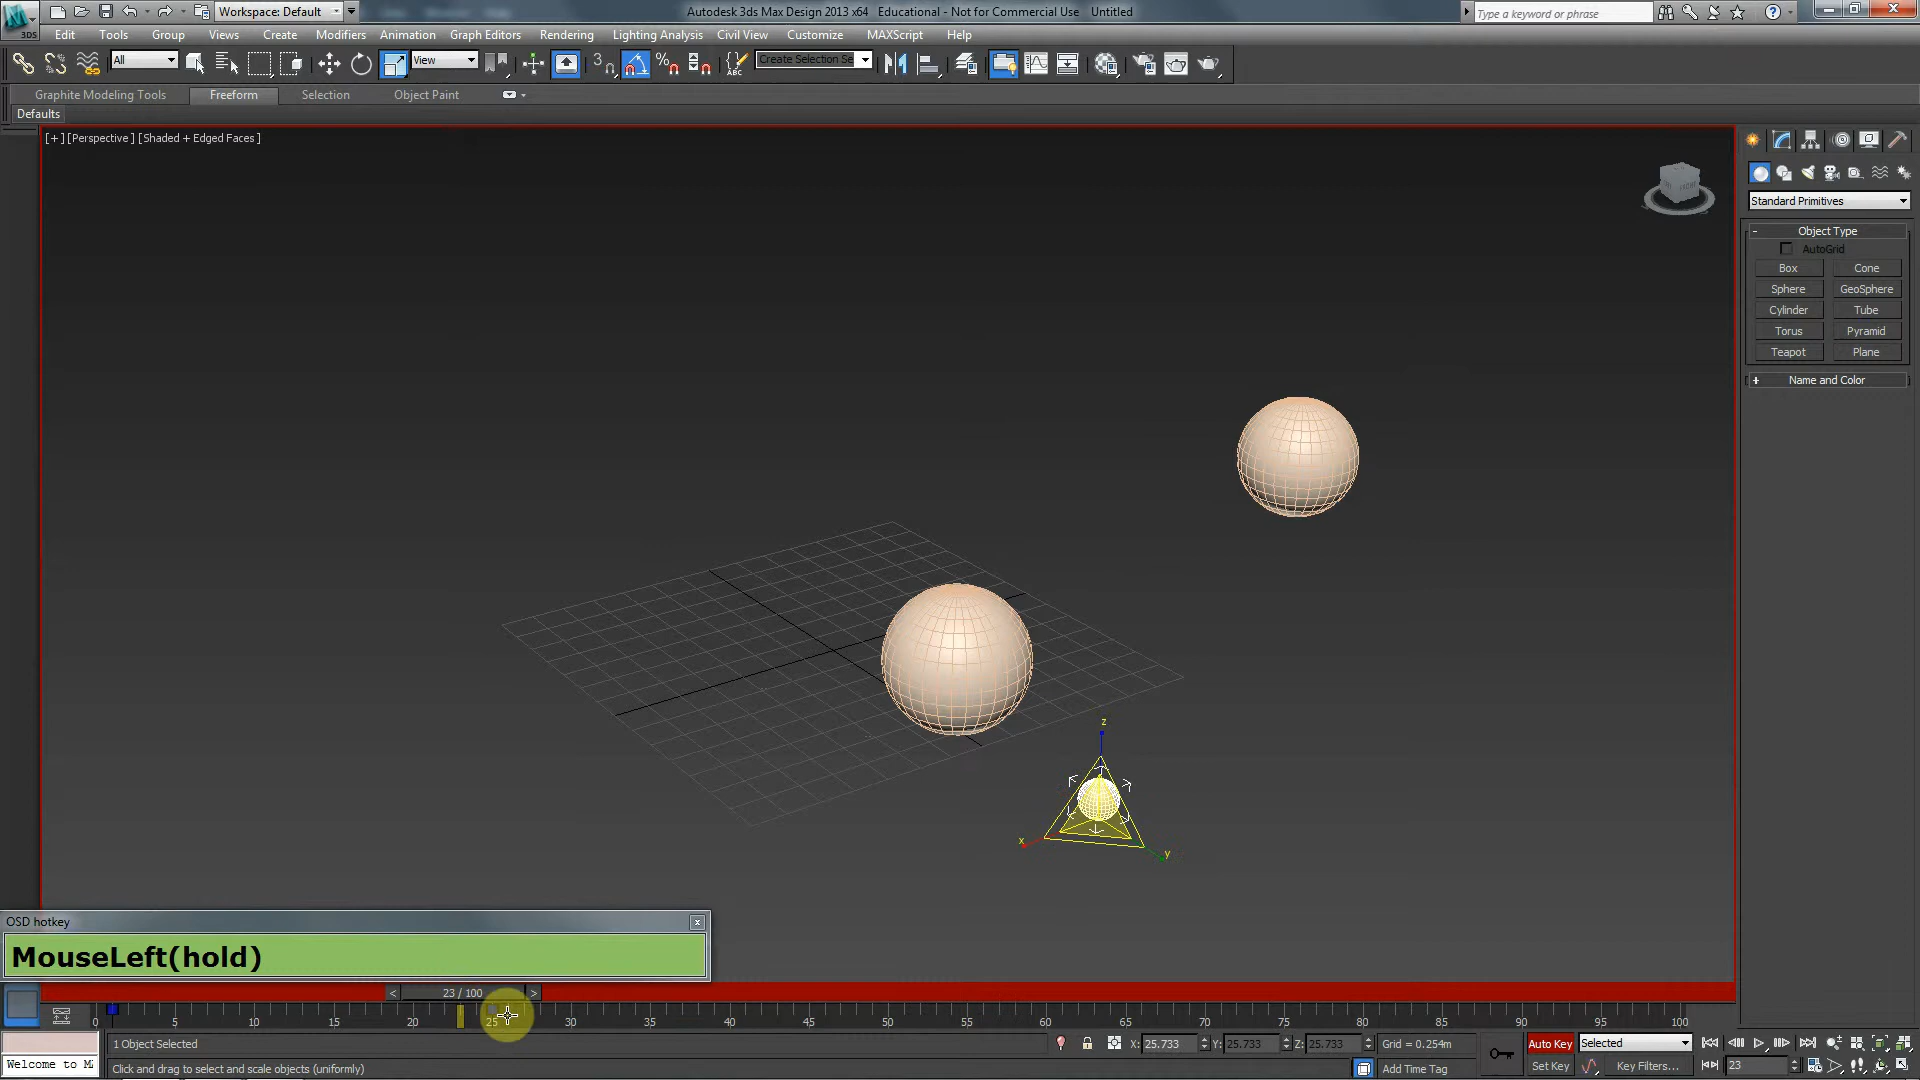 Workspace: Default
Autodesk 3ds Max Design 2013 x64 Educational - Not for Commercial Use Untitled
Type a keyword or phrase
3DS
Edit Tools Group Views Create Modifiers Animation Graph Editors Rendering Lighting Analysis Customize Civil View MAXScript Help
All
View
3
ABC
Create Selection Se
Graphite Modeling Tools Freeform Selection Object Paint
Defaults
[+] [Perspective] [Shaded + Edged Faces]
FRONT
Standard Primitives
- Object Type
AutoGrid
Box Cone
Sphere GeoSphere
Cylinder Tube
Torus Pyramid
Teapot Plane
+ Name and Color
z
x
y
OSD hotkey
x
MouseLeft(hold)
< 23 / 100 >
0 5 10 15 20 25 30 35 40 45 50 55 60 65 70 75 80 85 90 95 100
1 Object Selected
X: 25.733 Y: 25.733 Z: 25.733 Grid = 0.254m
Auto Key Selected
Welcome to M
Click and drag to select and scale objects (uniformly)
Add Time Tag
Set Key Key Filters... 23